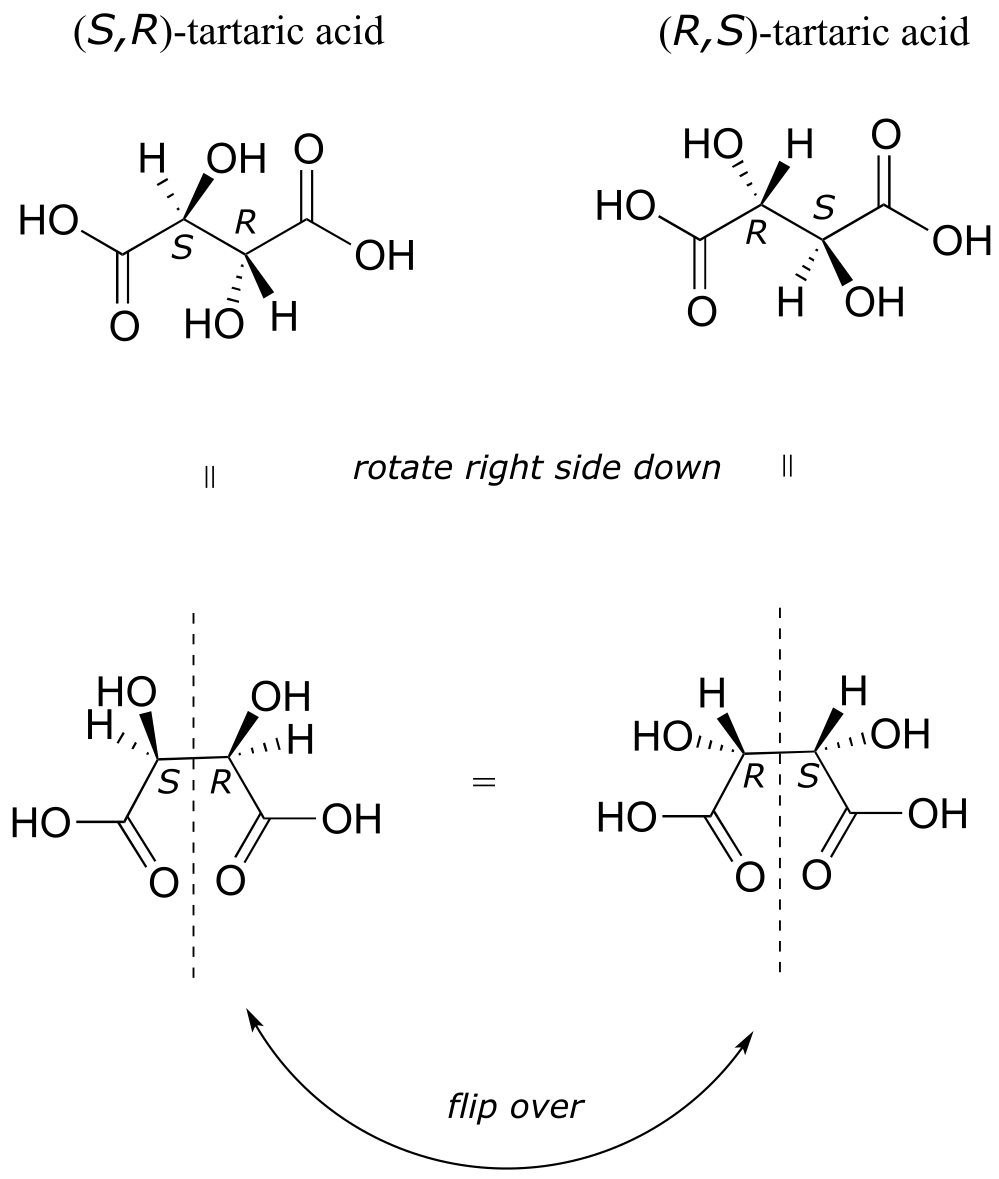 (S,R)-tartaric acid
(R,S)-tartaric acid
H OH O
HO S R OH
O HO H
HO H O
HO R S OH
O H OH
|| rotate right side down ||
HO OH
H H
S R
HO OH
O O
=
H H
HO OH
R S
HO OH
O O
flip over